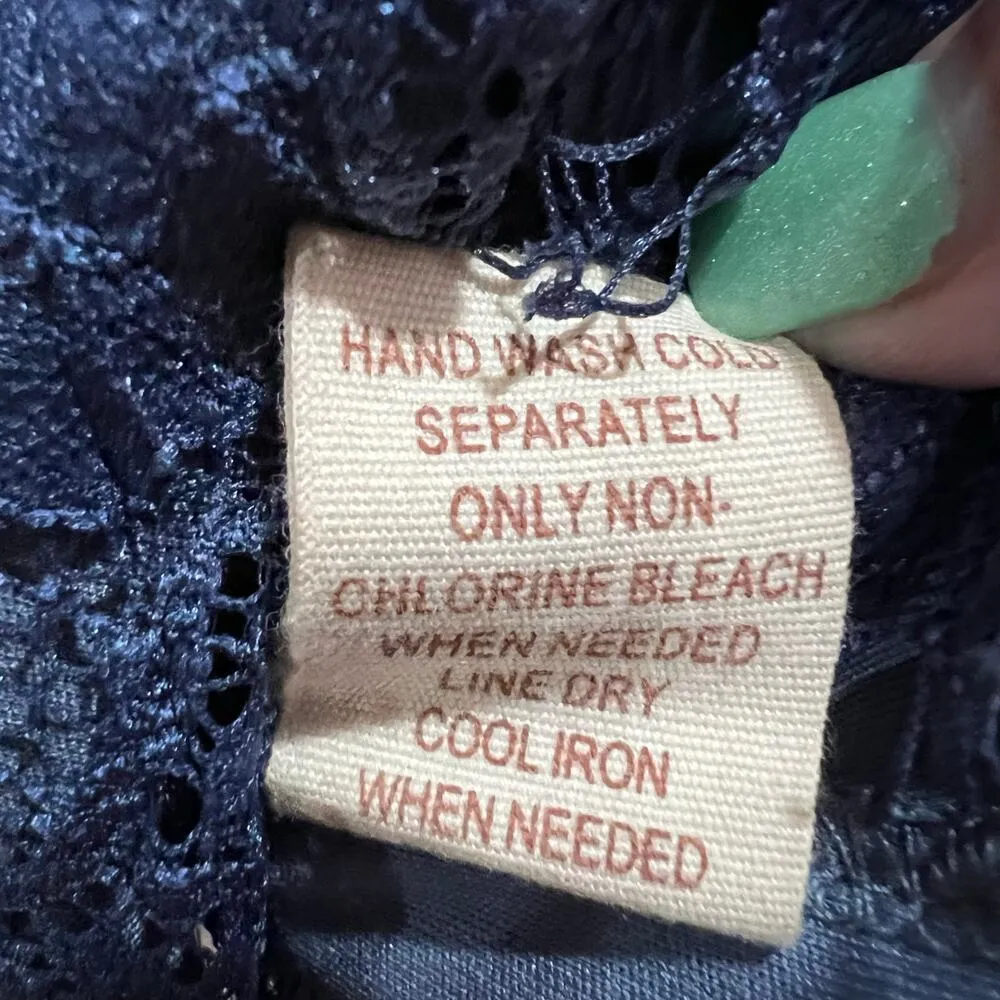 HAND WASH COLD
SEPARATELY
ONLY NON-
CHLORINE BLEACH
WHEN NEEDED
LINE DRY
COOL IRON
WHEN NEEDED